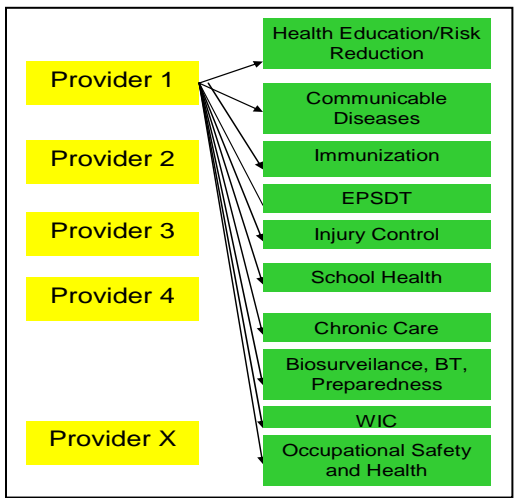 Provider 1
Provider 2
Provider 3
Provider 4
Provider X
Health Education/Risk
Reduction
Communicable
Diseases
Immunization
EPSDT
Injury Control
School Health
Chronic Care
Biosurveilance, BT,
Preparedness
WIC
Occupational Safety
and Health